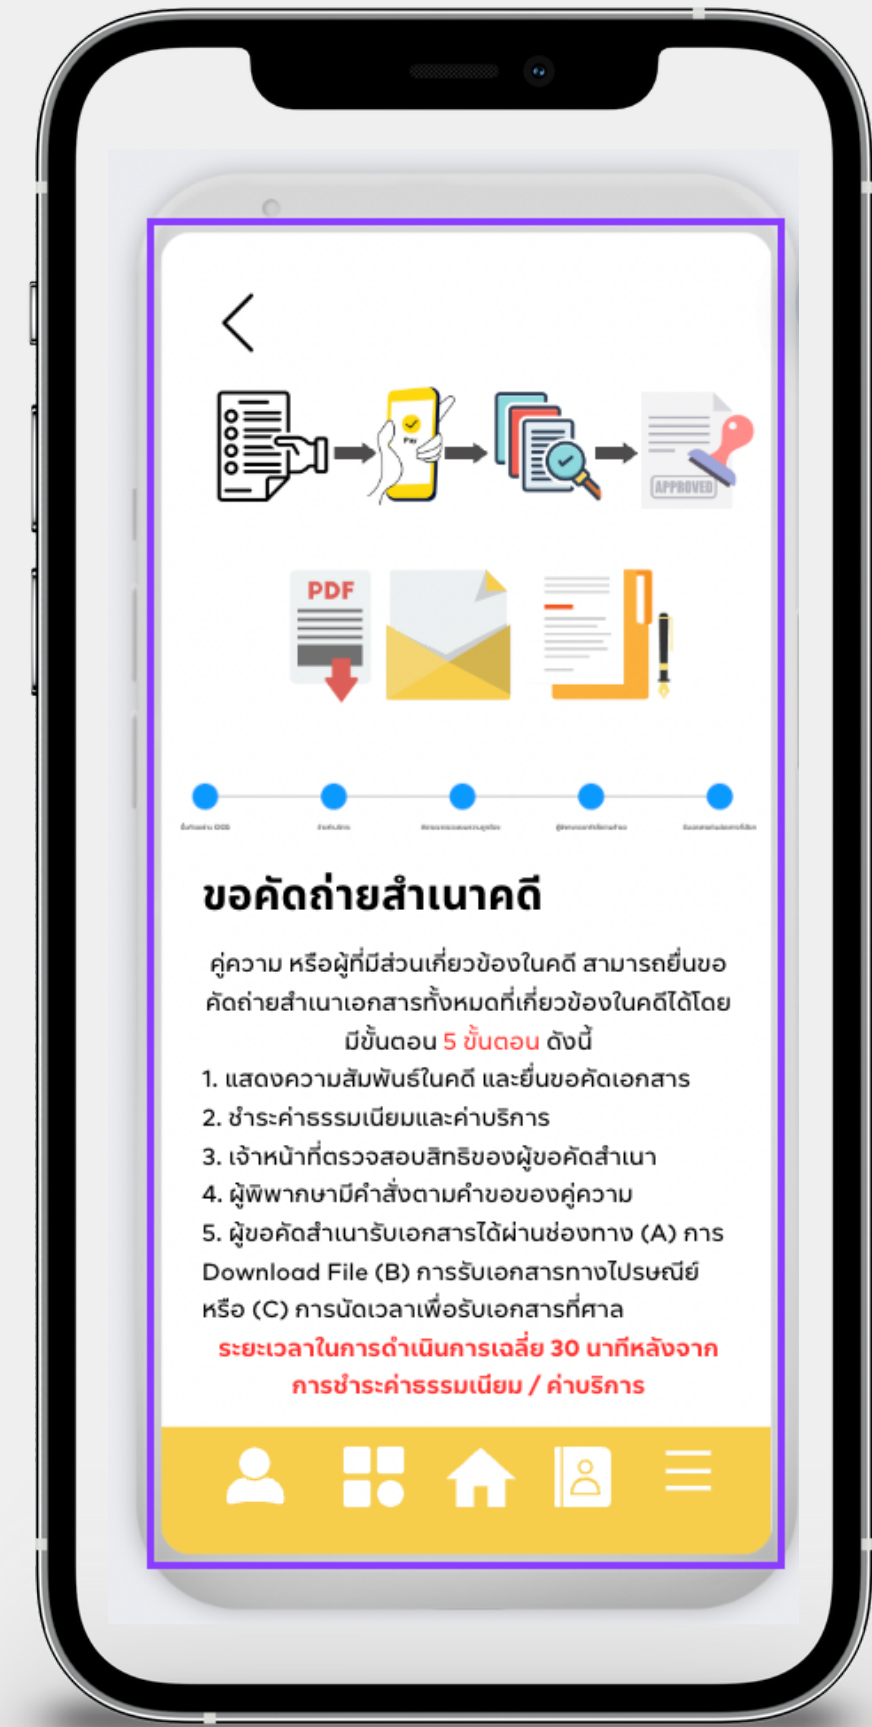 Pay
APPROVED
PDF
ขอคัดถ่ายสำเนาคดี
คู่ความ หรือผู้ที่มีส่วนเกี่ยวข้องในคดี สามารถยื่นขอ
คัดถ่ายสำเนาเอกสารทั้งหมดที่เกี่ยวข้องในคดีได้โดย
มีขั้นตอน 5 ขั้นตอน ดังนี้
1. แสดงความสัมพันธ์ในคดี และยื่นขอคัดเอกสาร
2. ชำระค่าธรรมเนียมและค่าบริการ
3. เจ้าหน้าที่ตรวจสอบสิทธิของผู้ขอคัดสำเนา
4. ผู้พิพากษามีคำสั่งตามคำขอของคู่ความ
5. ผู้ขอคัดสำเนารับเอกสารได้ผ่านช่องทาง (A) การ
Download File (B) การรับเอกสารทางไปรษณีย์
หรือ (C) การนัดเวลาเพื่อรับเอกสารที่ศาล
ระยะเวลาในการดำเนินการเฉลี่ย 30 นาทีหลังจาก
การชำระค่าธรรมเนียม / ค่าบริการ